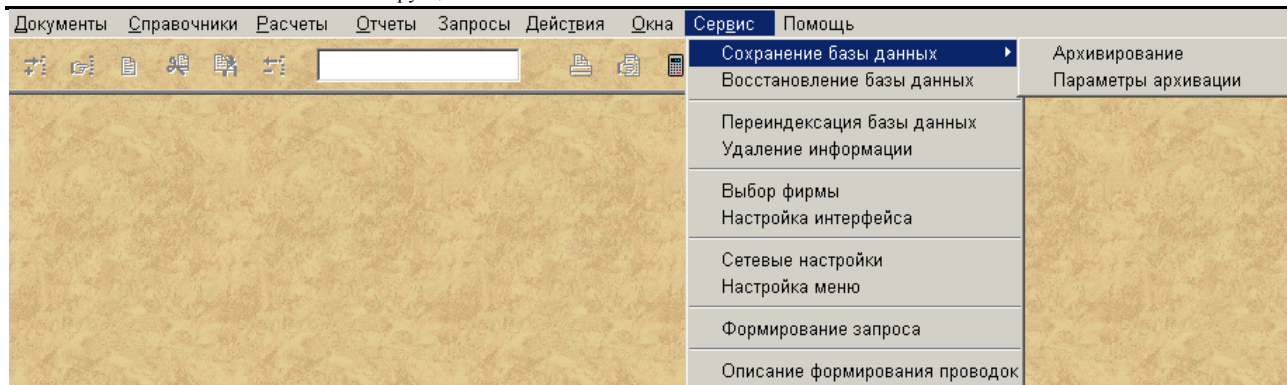 Документы Справочники Расчеты Отчеты Запросы Действия Окна Сервис Помощь
Сохранение базы данных
Архивирование
Восстановление базы данных
Параметры архивации
Переиндексация базы данных
Удаление информации
Выбор фирмы
Настройка интерфейса
Сетевые настройки
Настройка меню
Формирование запроса
Описание формирования проводок